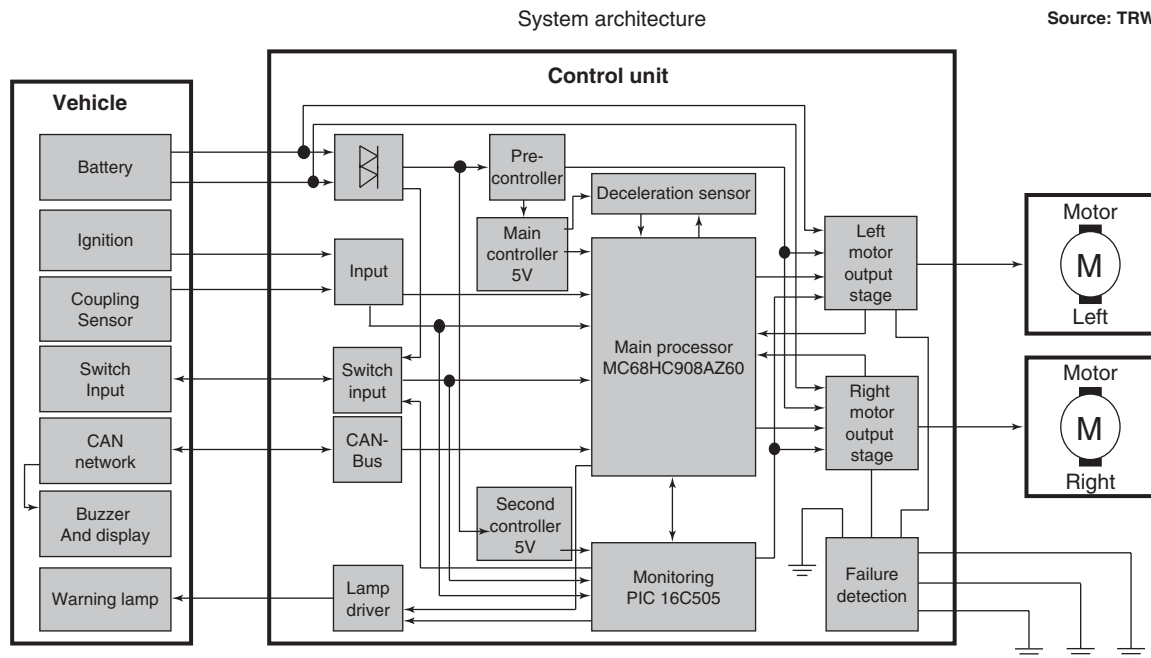 System architecture
Source: TRW
Control unit
Vehicle
Battery
Ignition
Coupling
Sensor
Switch
Input
CAN
network
Buzzer
And display
Warning lamp
Pre-
controller
Main
controller
5V
Deceleration sensor
Input
Switch
input
CAN-
Bus
Main processor
MC68HC908AZ60
Second
controller
5V
Lamp
driver
Monitoring
PIC 16C505
Left
motor
output
stage
Right
motor
output
stage
Failure
detection
Motor
M
Left
Motor
M
Right